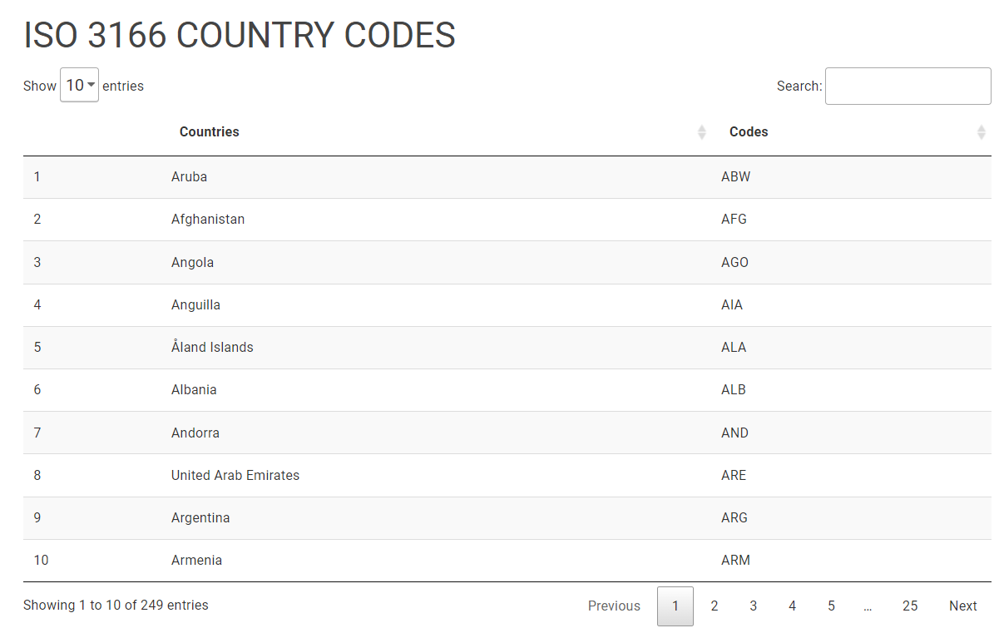 ISO 3166 COUNTRY CODES
Show 10 entries Search:
Countries Codes
1 Aruba ABW
2 Afghanistan AFG
3 Angola AGO
4 Anguilla AIA
5 Åland Islands ALA
6 Albania ALB
7 Andorra AND
8 United Arab Emirates ARE
9 Argentina ARG
10 Armenia ARM
Showing 1 to 10 of 249 entries Previous 1 2 3 4 5 … 25 Next